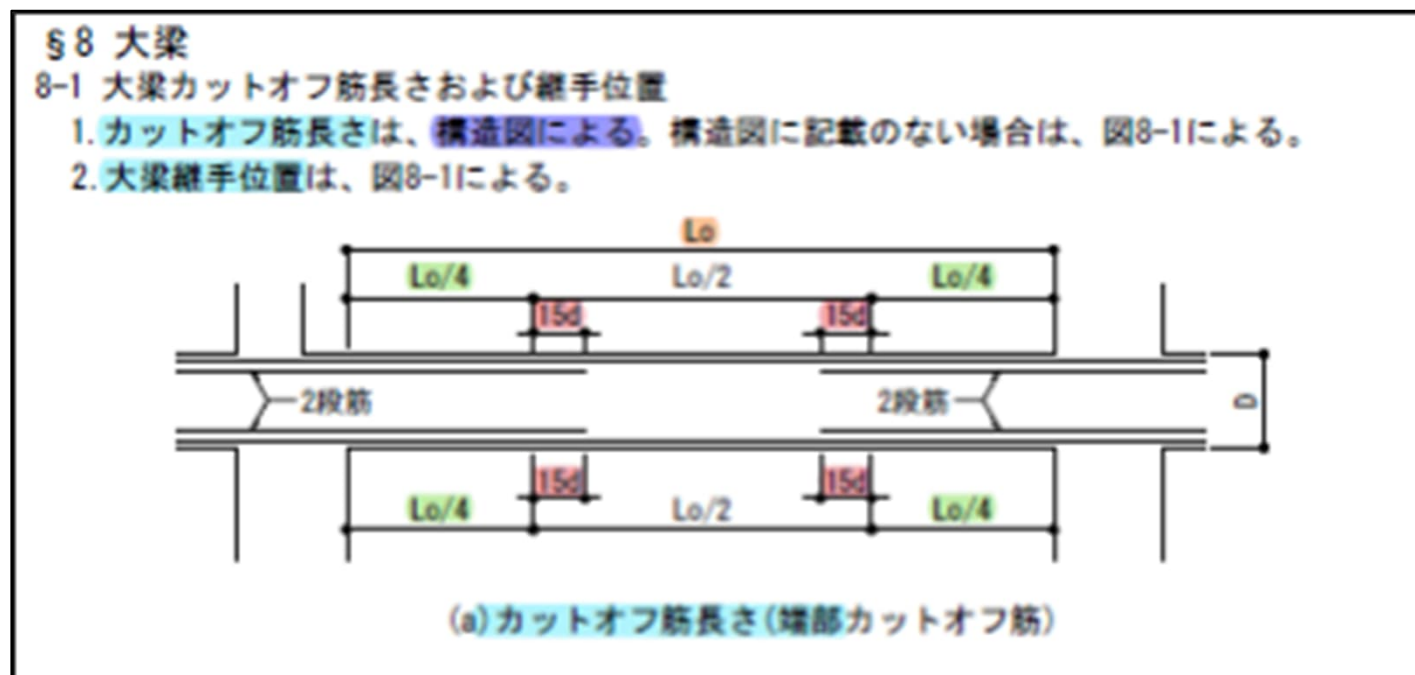 §8 大梁
8-1 大梁カットオフ筋長さおよび継手位置
1.カットオフ筋長さは、構造図による。構造図に記載のない場合は、図8-1による。
2.大梁継手位置は、図8-1による。
Lo
Lo/4 Lo/2 Lo/4
15d 15d
2段筋 2段筋 D
15d 15d
Lo/4 Lo/2 Lo/4
(a)カットオフ筋長さ(端部カットオフ筋)